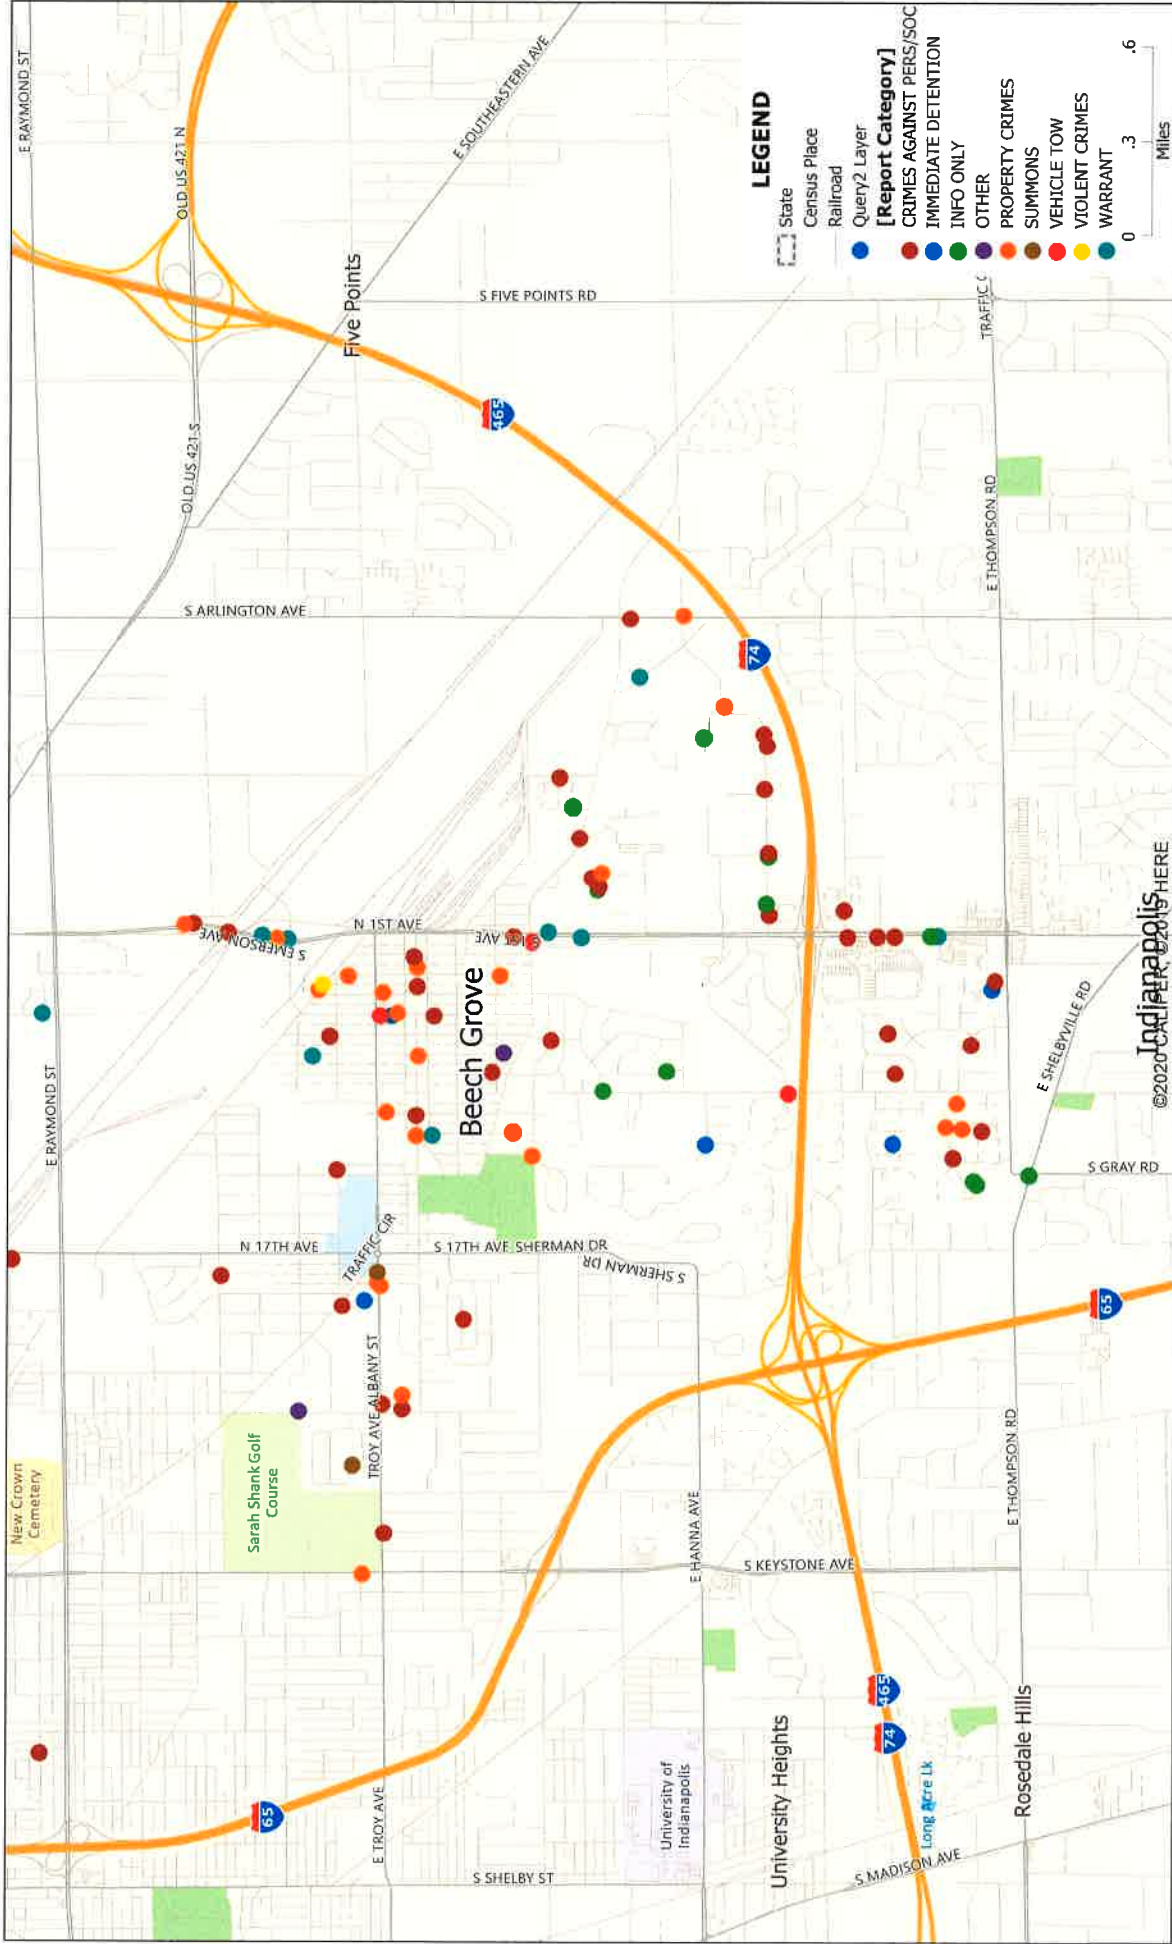 E RAYMOND ST
OLD US 421 N
E SOUTHEASTERN AVE
Five Points
S FIVE POINTS RD
465
OLD US 421 S
S ARLINGTON AVE
74
E THOMPSON RD
TRAFFIC C
LEGEND
State
Census Place
Railroad
Query2 Layer
[Report Category]
CRIMES AGAINST PERS/SOC
IMMEDIATE DETENTION
INFO ONLY
OTHER
PROPERTY CRIMES
SUMMONS
VEHICLE TOW
VIOLENT CRIMES
WARRANT
0 .3 .6
Miles
S EMERSON AVE
N 1ST AVE
S 1ST AVE
Beech Grove
E RAYMOND ST
N 17TH AVE
TRAFFIC CIR
S 17TH AVE SHERMAN DR
S SHERMAN DR
E SHELBYVILLE RD
S GRAY RD
Indianapolis
©2020 CALIPER; ©2019 HERE
65
New Crown
Cemetery
Sarah Shank Golf
Course
TROY AVE ALBANY ST
E HANNA AVE
S KEYSTONE AVE
E THOMPSON RD
65
E TROY AVE
S SHELBY ST
University of
Indianapolis
University Heights
465
74
Long Acre Lk
S MADISON AVE
Rosedale Hills